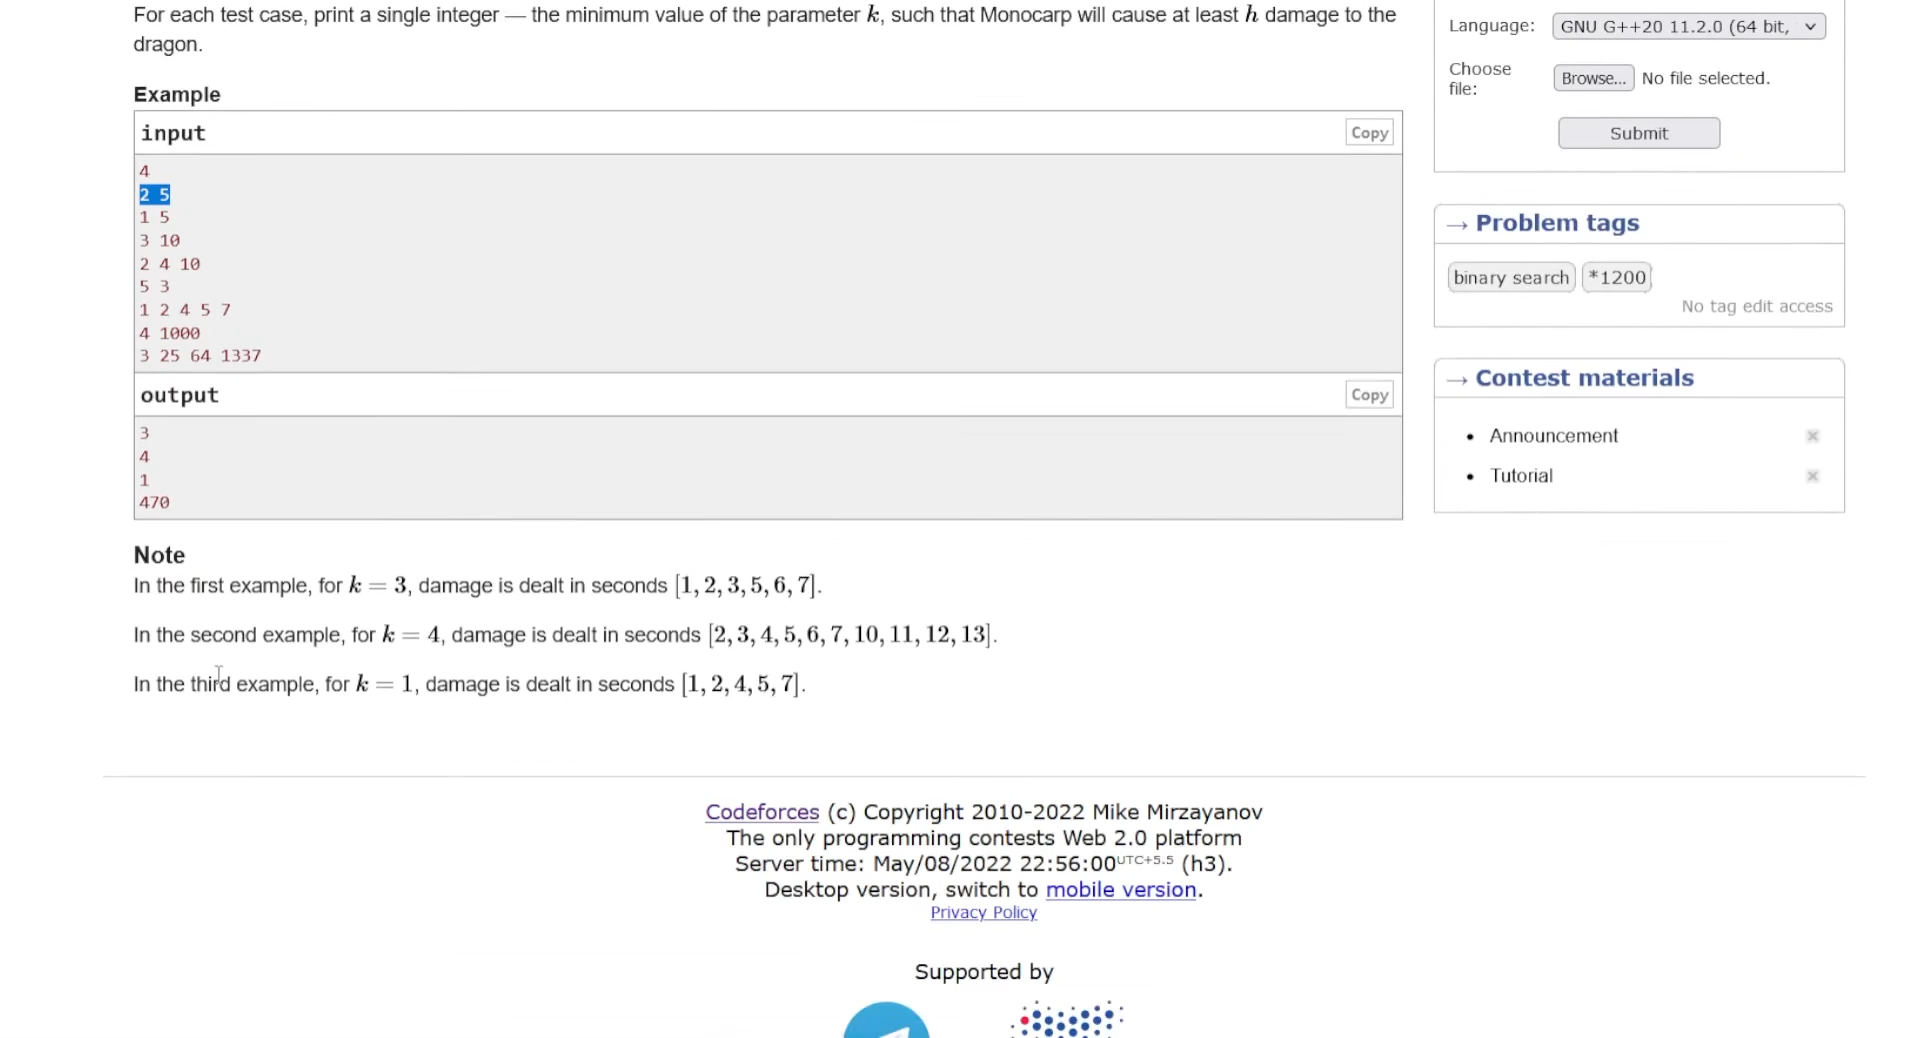 For each test case, print a single integer — the minimum value of the parameter k, such that Monocarp will cause at least h damage to the
dragon.
Example
input
Copy
4
2 5
1 5
3 10
2 4 10
5 3
1 2 4 5 7
4 1000
3 25 64 1337
output
Copy
3
4
1
470
Note
In the first example, for k = 3, damage is dealt in seconds [1, 2, 3, 5, 6, 7].
In the second example, for k = 4, damage is dealt in seconds [2, 3, 4, 5, 6, 7, 10, 11, 12, 13].
In the third example, for k = 1, damage is dealt in seconds [1, 2, 4, 5, 7].
Language:
GNU G++20 11.2.0 (64 bit,
Choose
file:
Browse...
No file selected.
Submit
→ Problem tags
binary search
*1200
No tag edit access
→ Contest materials
• Announcement
• Tutorial
Codeforces (c) Copyright 2010-2022 Mike Mirzayanov
The only programming contests Web 2.0 platform
Server time: May/08/2022 22:56:00UTC+5.5 (h3).
Desktop version, switch to mobile version.
Privacy Policy
Supported by